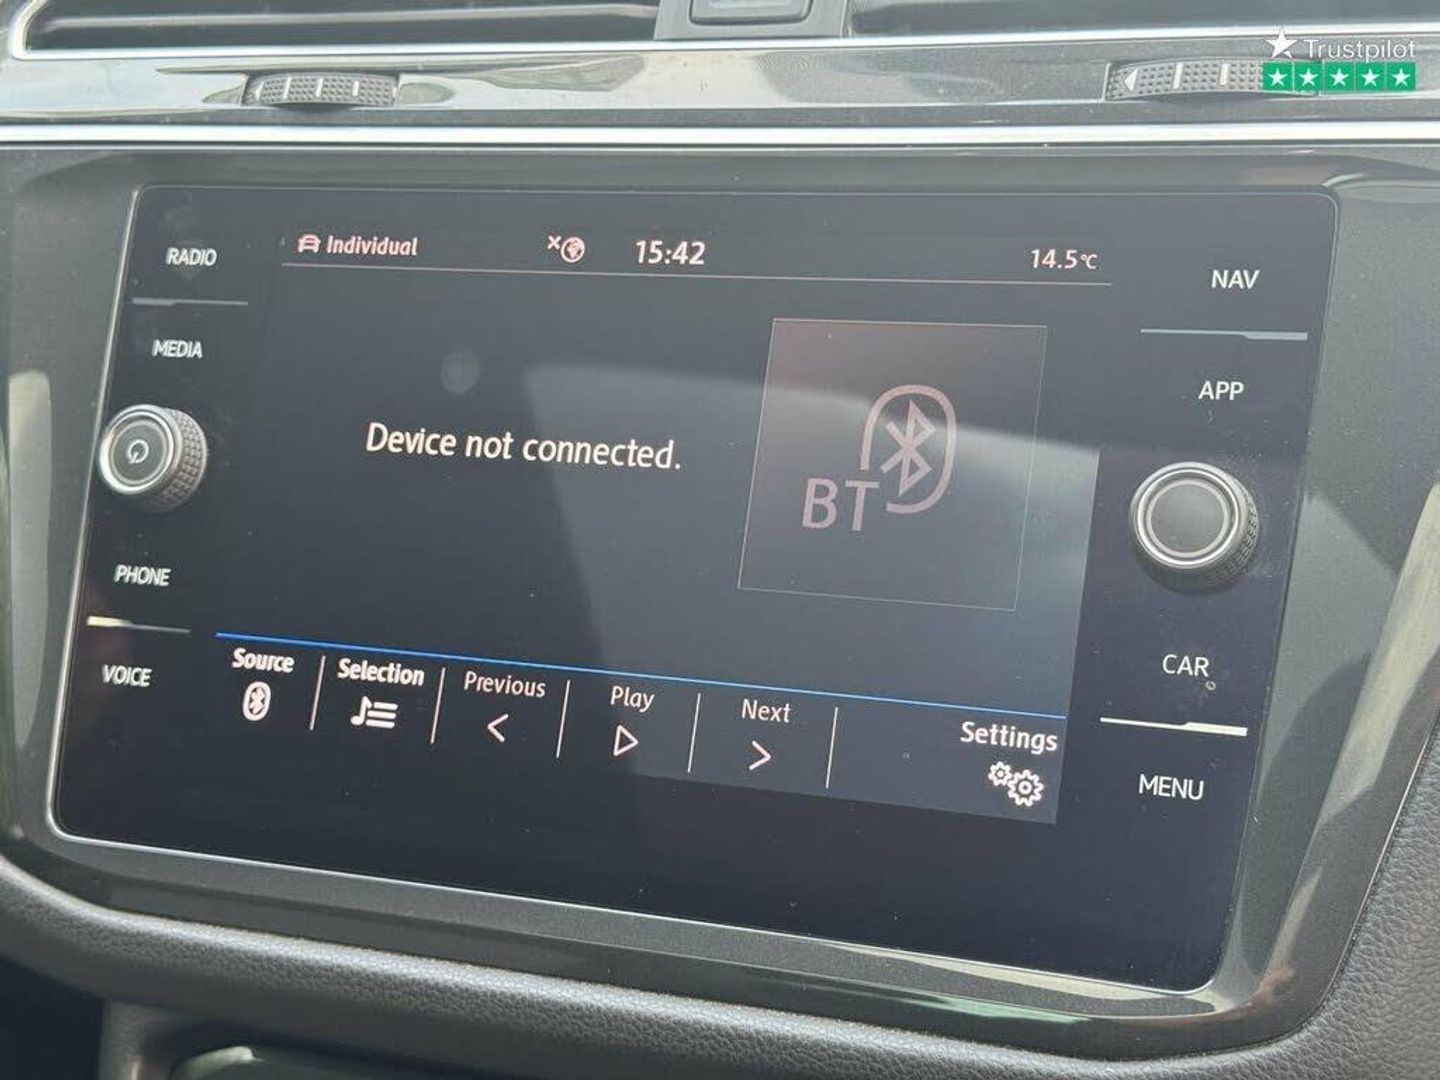 Trustpilot
Individual 15:42 14.5°C
RADIO
MEDIA
PHONE
VOICE
NAV
APP
CAR
MENU
Device not connected.
BT
Source Selection Previous Play Next Settings